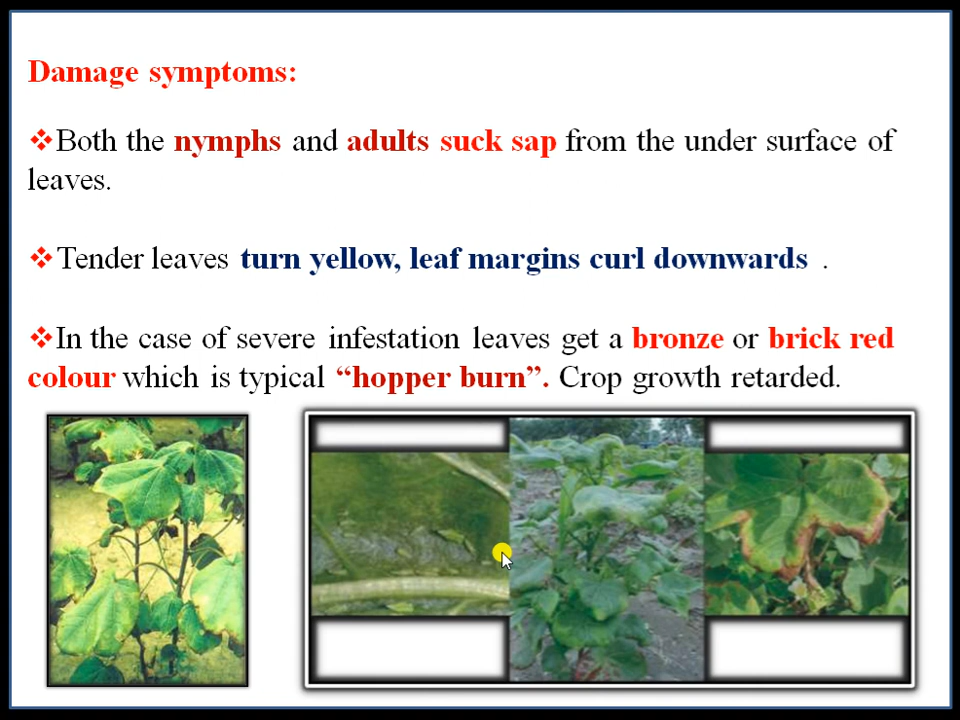 Damage symptoms:
❖Both the nymphs and adults suck sap from the under surface of
leaves.
❖Tender leaves turn yellow, leaf margins curl downwards .
❖In the case of severe infestation leaves get a bronze or brick red
colour which is typical “hopper burn”. Crop growth retarded.